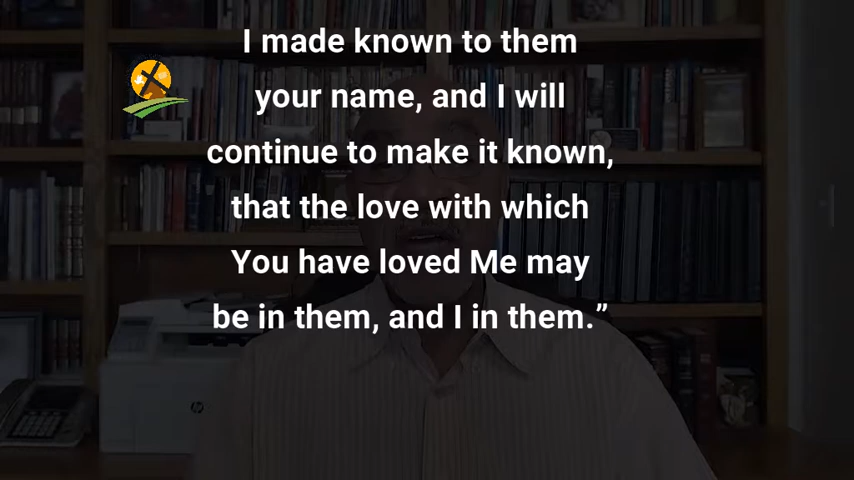 I made known to them
your name, and I will
continue to make it known,
that the love with which
You have loved Me may
be in them, and I in them.”
hp